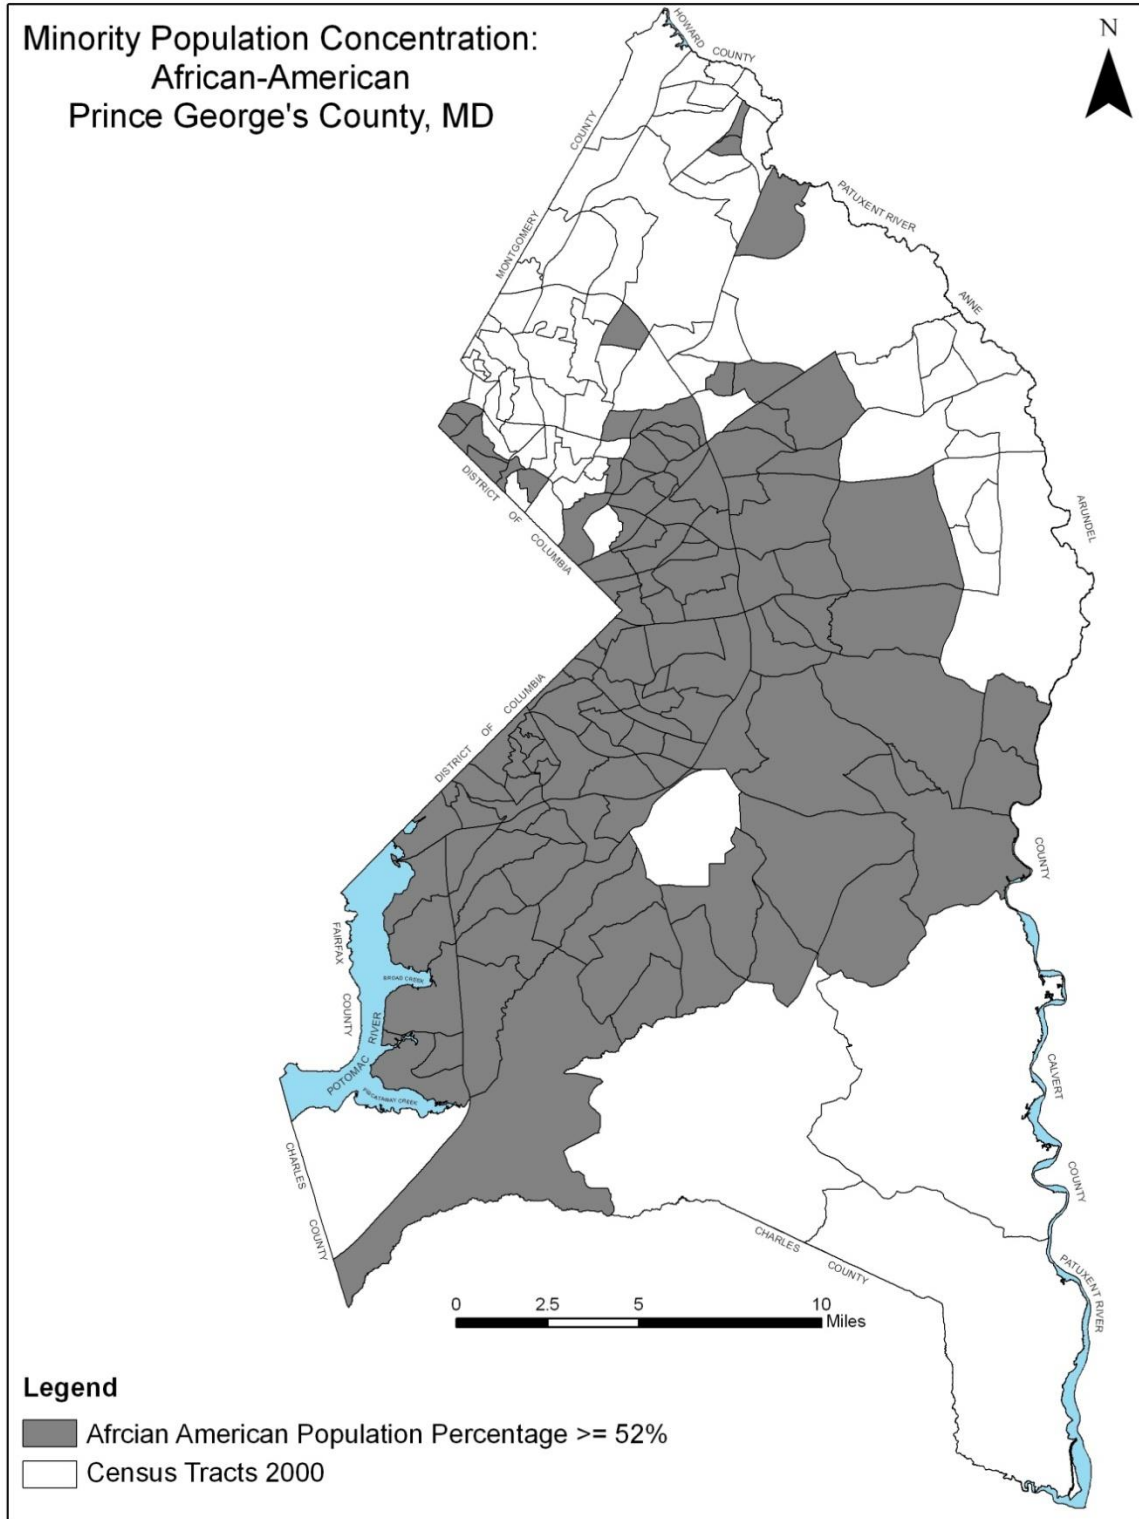 Minority Population Concentration:
African-American
Prince George's County, MD
N
HOWARD
COUNTY
COUNTY
MONTGOMERY
PATUXENT RIVER
ANNE
ARUNDEL
DISTRICT OF COLUMBIA
DISTRICT OF COLUMBIA
COUNTY
FAIRFAX
COUNTY
BROAD CREEK
POTOMAC RIVER
PISCATAWAY CREEK
CALVERT
COUNTY
CHARLES
COUNTY
CHARLES
COUNTY
PATUXENT RIVER
0 2.5 5 10
Miles
Legend
Afrcian American Population Percentage >= 52%
Census Tracts 2000